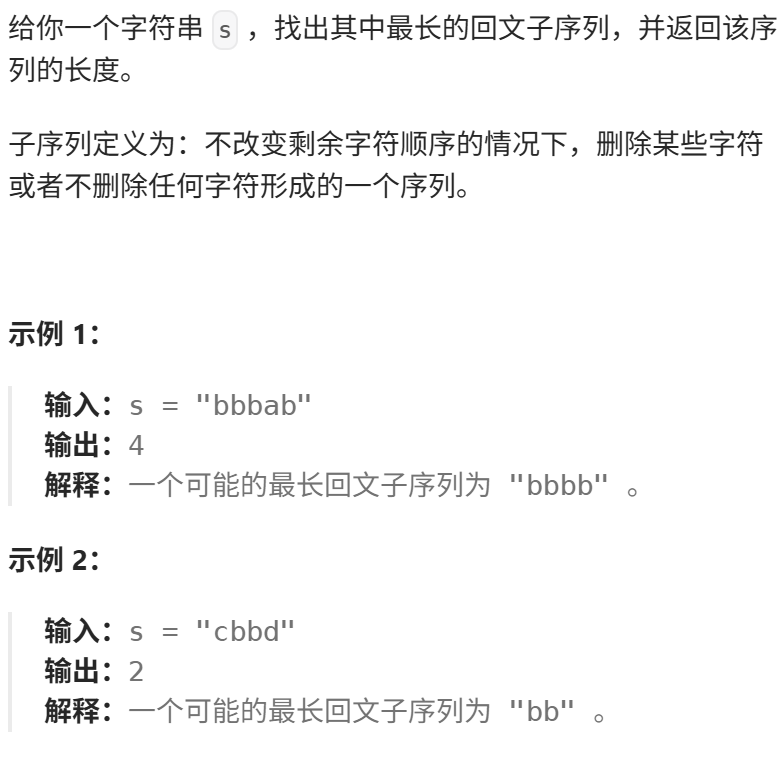 给你一个字符串 s ，找出其中最长的回文子序列，并返回该序
列的长度。
子序列定义为：不改变剩余字符顺序的情况下，删除某些字符
或者不删除任何字符形成的一个序列。
示例 1：
输入：s = "bbbab"
输出：4
解释：一个可能的最长回文子序列为 "bbbb" 。
示例 2：
输入：s = "cbbd"
输出：2
解释：一个可能的最长回文子序列为 "bb" 。